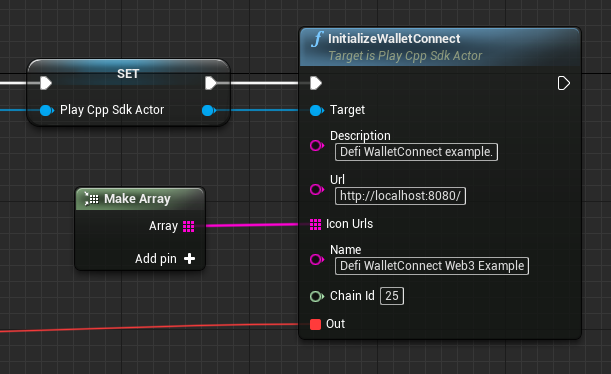 SET
Play Cpp Sdk Actor
Make Array
Array
Add pin
f InitializeWalletConnect
Target is Play Cpp Sdk Actor
Target
Description
Defi WalletConnect example.
Url
http://localhost:8080/
Icon Urls
Name
Defi WalletConnect Web3 Example
Chain Id 25
Out